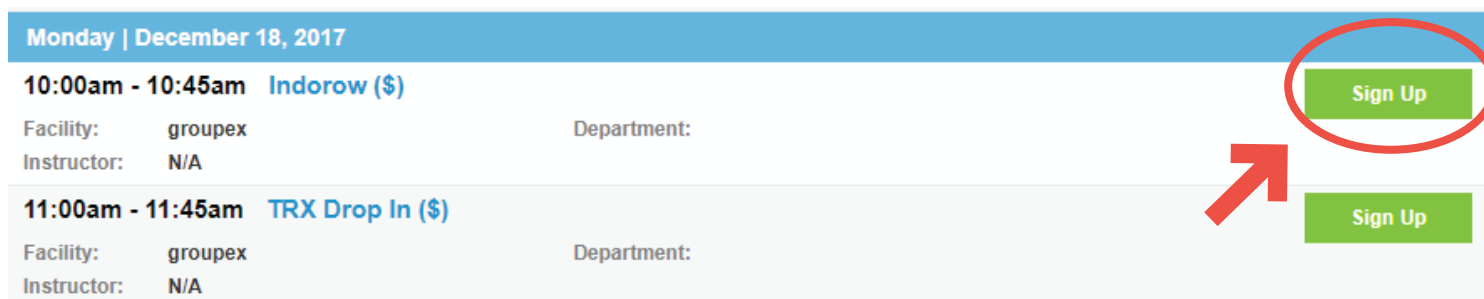 Monday | December 18, 2017
10:00am - 10:45am Indorow ($) Sign Up
Facility: groupex Department:
Instructor: N/A
11:00am - 11:45am TRX Drop In ($) Sign Up
Facility: groupex Department:
Instructor: N/A